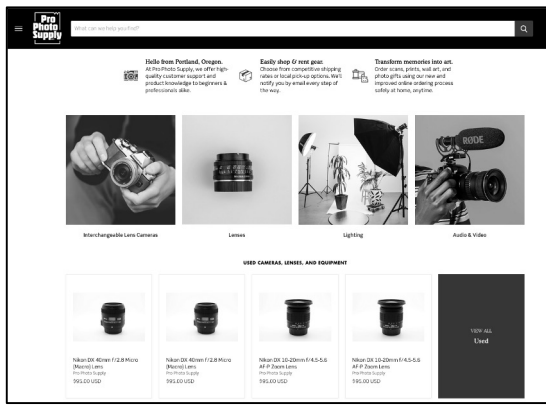 Pro
Photo
Supply
What can we help you find?
Hello from Portland, Oregon.
At Pro Photo Supply, we offer high-
quality customer support and
product knowledge to beginners &
professionals alike.
Easily shop & rent gear.
Choose from competitive shipping
rates or local pick-up options. We'll
notify you by email every step of
the way.
Transform memories into art.
Order scans, prints, wall art, and
photo gifts using our new and
improved online ordering process
safely at home, anytime.
RØDE
Interchangeable Lens Cameras
Lenses
Lighting
Audio & Video
USED CAMERAS, LENSES, AND EQUIPMENT
Nikon DX 40mm f/2.8 Micro
(Macro) Lens
Pro Photo Supply
$95.00 USD
Nikon DX 40mm f/2.8 Micro
(Macro) Lens
Pro Photo Supply
$95.00 USD
Nikon DX 10-20mm f/4.5-5.6
AF-P Zoom Lens
Pro Photo Supply
$95.00 USD
Nikon DX 10-20mm f/4.5-5.6
AF-P Zoom Lens
Pro Photo Supply
$95.00 USD
VIEW ALL
Used